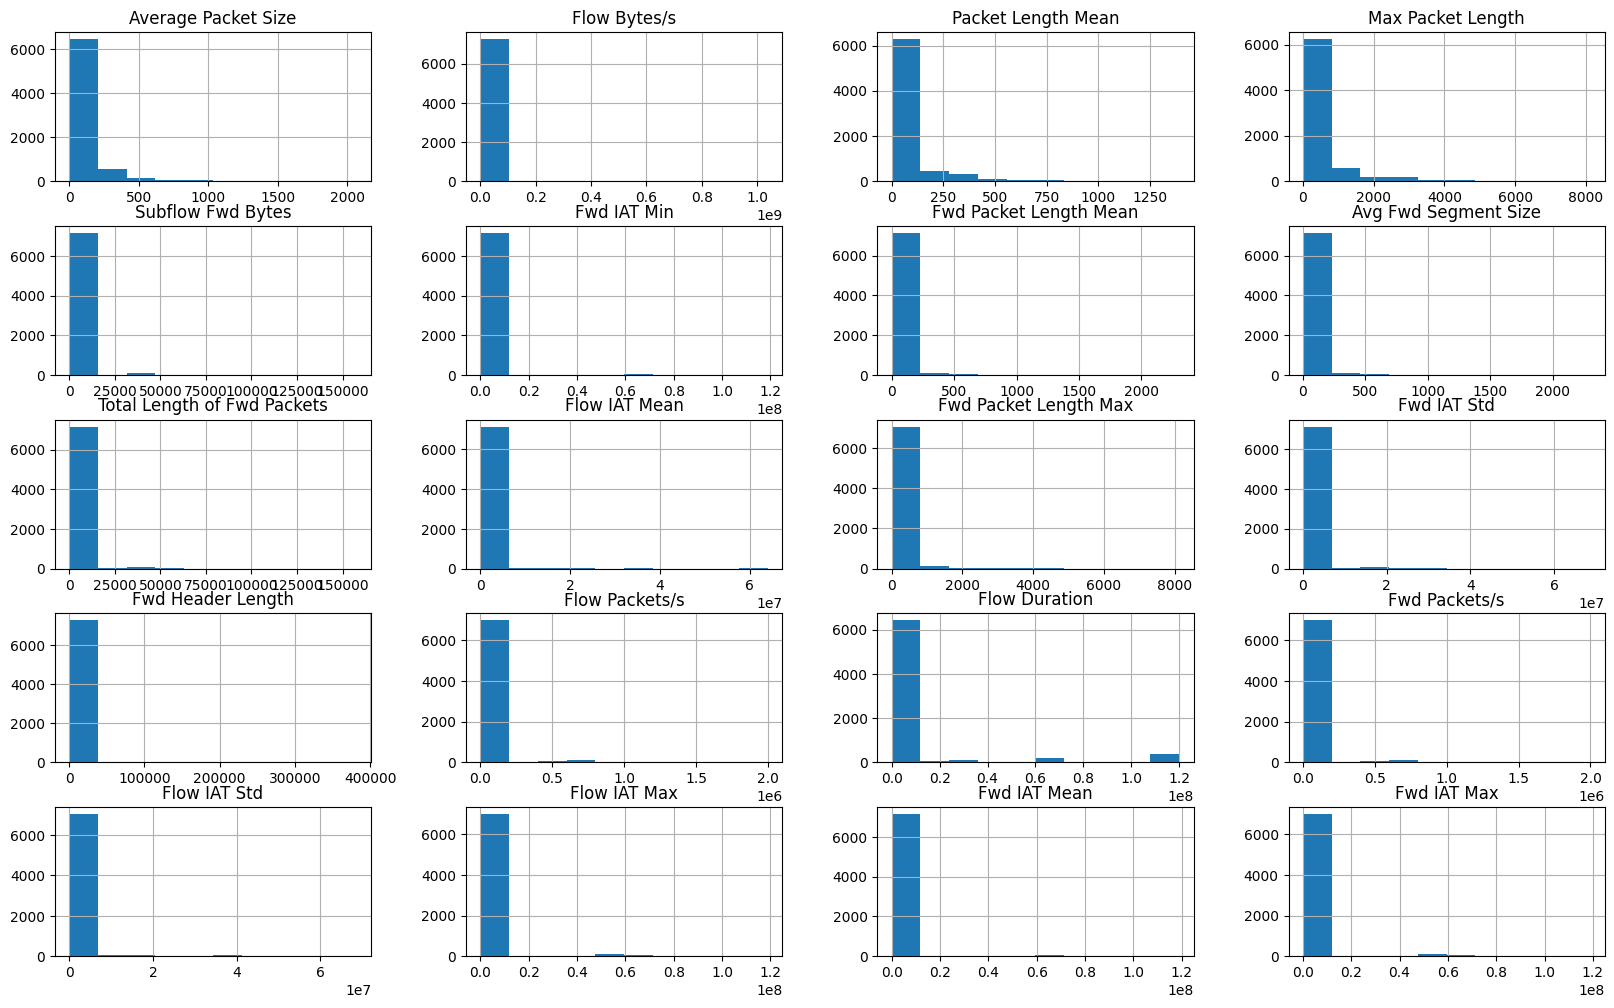 Average Packet Size
Flow Bytes/s
Packet Length Mean
Max Packet Length
6000
4000
2000
0
0 500 1000 1500 2000
6000
4000
2000
0
0.0 0.2 0.4 0.6 0.8 1.0
1e9
6000
4000
2000
0
0 250 500 750 1000 1250
6000
4000
2000
0
0 2000 4000 6000 8000
Subflow Fwd Bytes
Fwd IAT Min
Fwd Packet Length Mean
Avg Fwd Segment Size
6000
4000
2000
0
0 25000 50000 75000 100000 125000 150000
6000
4000
2000
0
0.0 0.2 0.4 0.6 0.8 1.0 1.2
1e8
6000
4000
2000
0
0 500 1000 1500 2000
6000
4000
2000
0
0 500 1000 1500 2000
Total Length of Fwd Packets
Flow IAT Mean
Fwd Packet Length Max
Fwd IAT Std
6000
4000
2000
0
0 25000 50000 75000 100000 125000 150000
6000
4000
2000
0
0 2 4 6
1e7
6000
4000
2000
0
0 2000 4000 6000 8000
6000
4000
2000
0
0 2 4 6
1e7
Fwd Header Length
Flow Packets/s
Flow Duration
Fwd Packets/s
6000
4000
2000
0
0 100000 200000 300000 400000
6000
4000
2000
0
0.0 0.5 1.0 1.5 2.0
1e6
6000
4000
2000
0
0.0 0.2 0.4 0.6 0.8 1.0 1.2
1e8
6000
4000
2000
0
0.0 0.5 1.0 1.5 2.0
1e6
Flow IAT Std
Flow IAT Max
Fwd IAT Mean
Fwd IAT Max
6000
4000
2000
0
0 2 4 6
1e7
6000
4000
2000
0
0.0 0.2 0.4 0.6 0.8 1.0 1.2
1e8
6000
4000
2000
0
0.0 0.2 0.4 0.6 0.8 1.0 1.2
1e8
6000
4000
2000
0
0.0 0.2 0.4 0.6 0.8 1.0 1.2
1e8